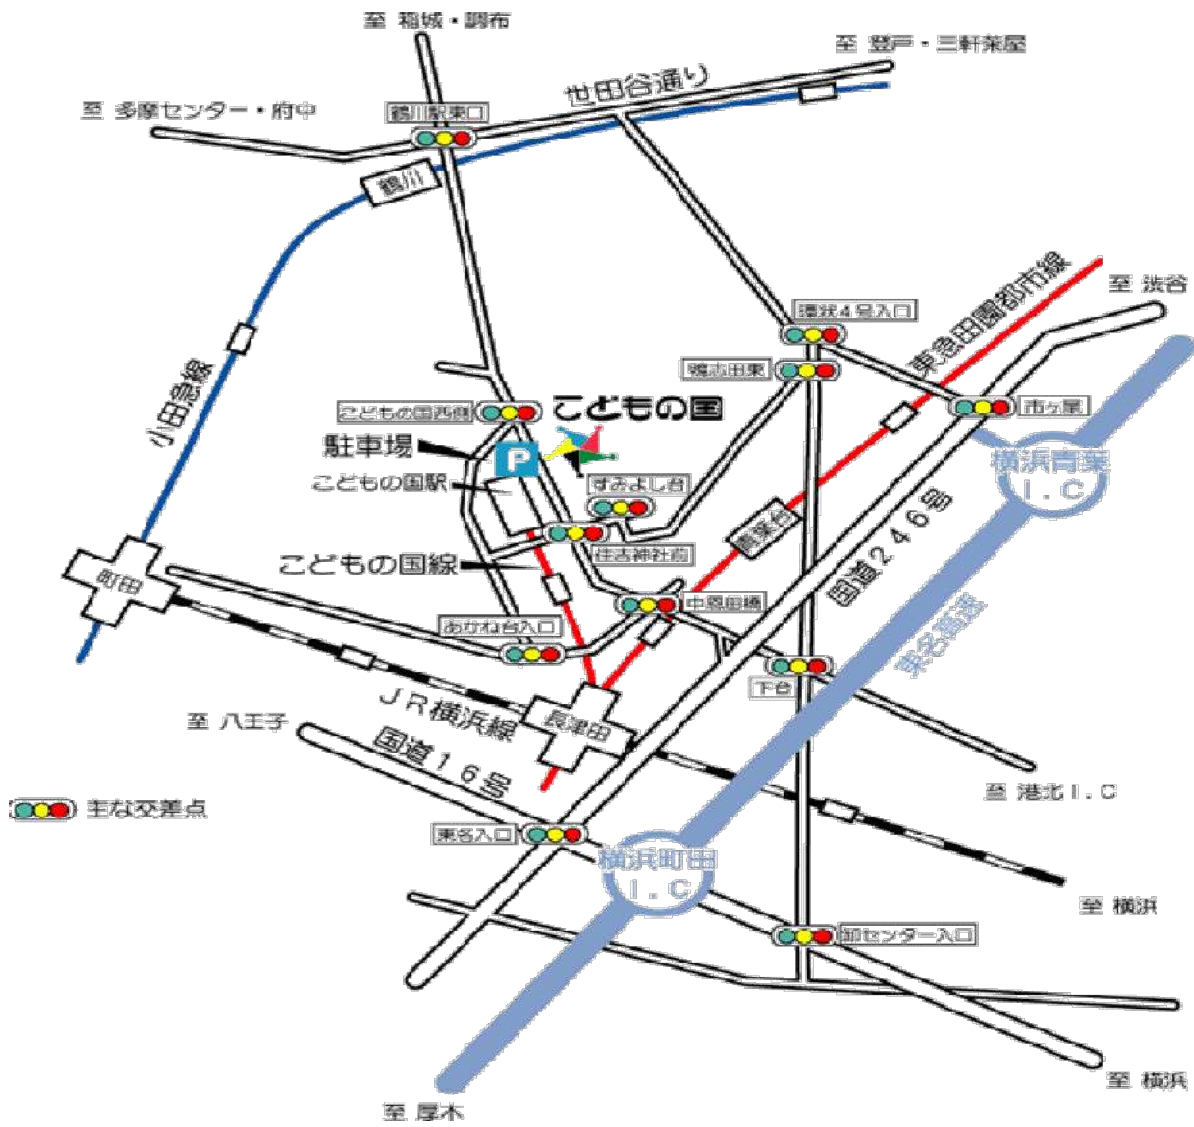 至 稲城・調布
至 登戸・三軒茶屋
世田谷通り
至 多摩センター・府中
鶴川駅東口
鶴川
東急田園都市線
至 渋谷
環状4号入口
鴨志田東
小田急線
こどもの国西側
こどもの国
市ヶ尾
駐車場
P
横浜青葉
I.C
こどもの国駅
すみよし台
国道246号
青葉台
住吉神社前
こどもの国線
町田
中恩田橋
あかね台入口
東名高速
下台
JR横浜線
長津田
至 八王子
国道16号
至 港北I.C
主な交差点
東名入口
横浜町田
I.C
至 横浜
卸センター入口
至 横浜
至 厚木